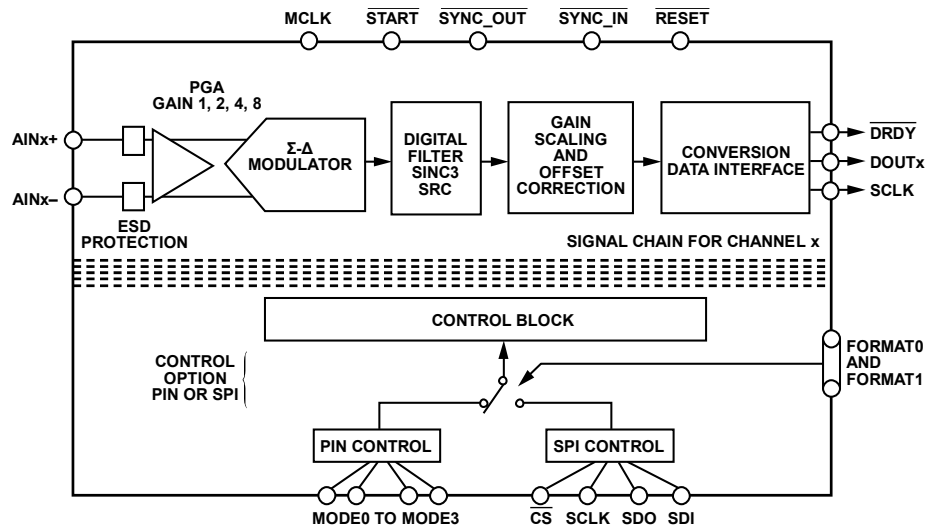 MCLK START SYNC_OUT SYNC_IN RESET
PGA
GAIN 1, 2, 4, 8
AINx+
AINx–
ESD
PROTECTION
Σ-Δ
MODULATOR
DIGITAL
FILTER
SINC3
SRC
GAIN
SCALING
AND
OFFSET
CORRECTION
CONVERSION
DATA INTERFACE
DRDY
DOUTx
SCLK
SIGNAL CHAIN FOR CHANNEL x
CONTROL BLOCK
CONTROL
OPTION
PIN OR SPI
FORMAT0
AND
FORMAT1
PIN CONTROL
SPI CONTROL
MODE0 TO MODE3
CS SCLK SDO SDI